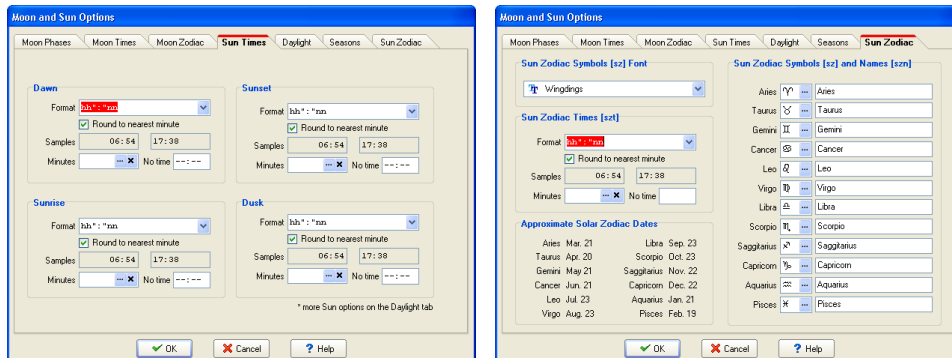 Moon and Sun Options
Moon Phases Moon Times Moon Zodiac Sun Times Daylight Seasons Sun Zodiac
Dawn
Format hh":"nn
Round to nearest minute
Samples 06:54 17:38
Minutes ... No time --:--
Sunset
Format hh":"nn
Round to nearest minute
Samples 06:54 17:38
Minutes ... No time --:--
Sunrise
Format hh":"nn
Round to nearest minute
Samples 06:54 17:38
Minutes ... No time --:--
Dusk
Format hh":"nn
Round to nearest minute
Samples 06:54 17:38
Minutes ... No time --:--
* more Sun options on the Daylight tab
OK Cancel ? Help
Moon and Sun Options
Moon Phases Moon Times Moon Zodiac Sun Times Daylight Seasons Sun Zodiac
Sun Zodiac Symbols [sz] Font
Wingdings
Sun Zodiac Times [szt]
Format hh":"nn
Round to nearest minute
Samples 06:54 17:38
Minutes ... No time
Approximate Solar Zodiac Dates
Aries Mar. 21 Libra Sep. 23
Taurus Apr. 20 Scorpio Oct. 23
Gemini May 21 Saggitarius Nov. 22
Cancer Jun. 21 Capricorn Dec. 22
Leo Jul. 23 Aquarius Jan. 21
Virgo Aug. 23 Pisces Feb. 19
Sun Zodiac Symbols [sz] and Names [szn]
Aries ♈ ... Aries
Taurus ♉ ... Taurus
Gemini ♊ ... Gemini
Cancer ♋ ... Cancer
Leo ♌ ... Leo
Virgo ♍ ... Virgo
Libra ♎ ... Libra
Scorpio ♏ ... Scorpio
Saggitarius ♐ ... Saggitarius
Capricorn ♑ ... Capricorn
Aquarius ♒ ... Aquarius
Pisces ♓ ... Pisces
OK Cancel ? Help